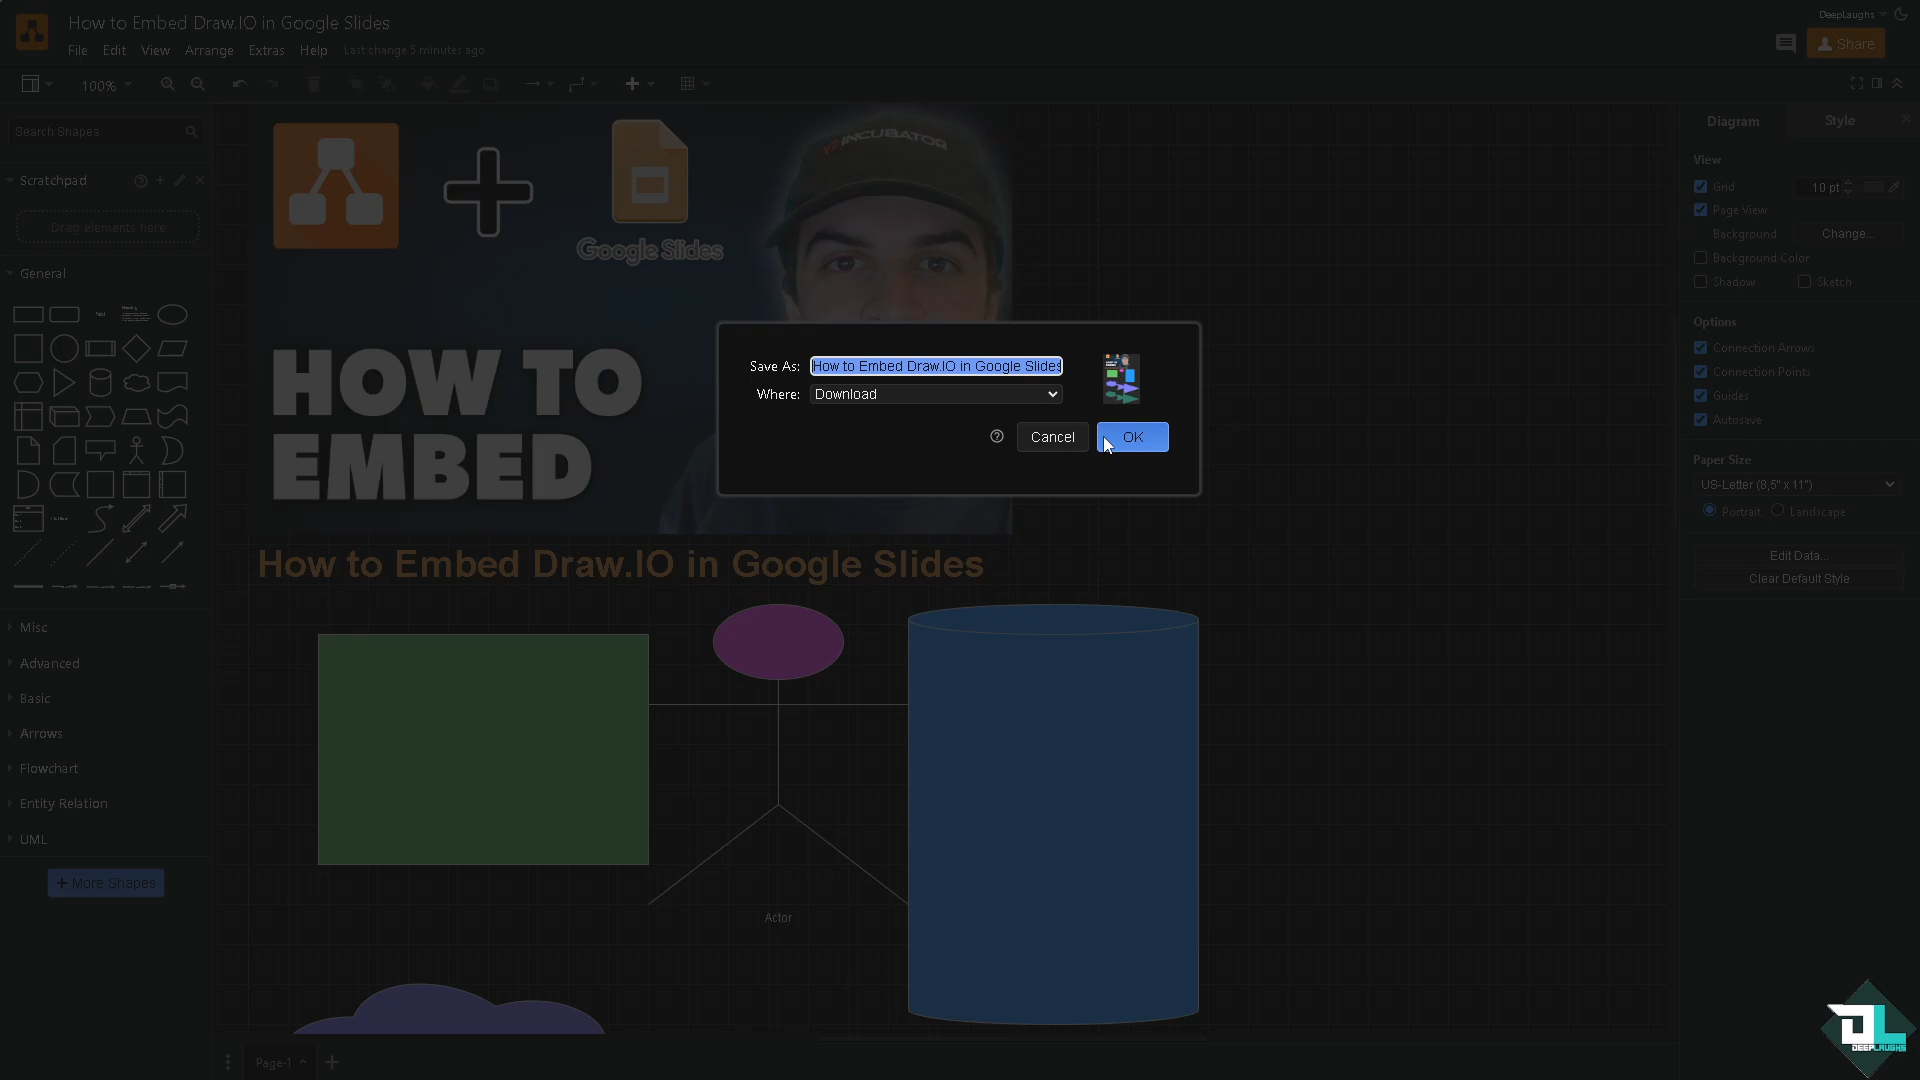 How to Embed Draw.IO in Google Slides
DeepLaughs
File Edit View Arrange Extras Help Last change 5 minutes ago
Share
100%
Search Shapes
Diagram Style
INCUBATOR
View
Scratchpad
Grid 10 pt
Page View
Drag elements here
Background Change...
Google Slides
Background Color
General
Shadow Sketch
Text
Heading
Options
HOW TO
EMBED
Connection Arrows
Connection Points
Guides
Autosave
Save As: How to Embed Draw.IO in Google Slides
Where: Download
Cancel OK
Paper Size
US-Letter (8,5" x 11")
Portrait Landscape
Edit Data...
Clear Default Style
How to Embed Draw.IO in Google Slides
Misc
Advanced
Basic
Arrows
Flowchart
Entity Relation
UML
+ More Shapes
Actor
Page-1
DL
DEEPLAUGHS